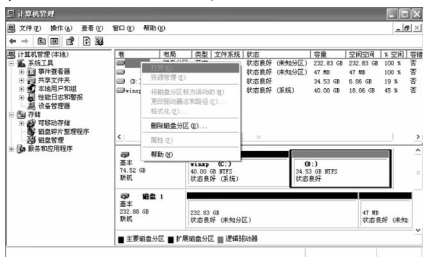 计算机管理
文件(F) 操作(A) 查看(V) 窗口(W) 帮助(H)
计算机管理(本地)
系统工具
事件查看器
共享文件夹
本地用户和组
性能日志和警报
设备管理器
存储
可移动存储
磁盘碎片整理程序
磁盘管理
服务和应用程序
卷 布局 类型 文件系统 状态 容量 空闲空间 % 空闲
状态良好 (未知分区) 232.83 GB 232.83 GB 100 % 否
状态良好 (未知分区) 47 MB 47 MB 100 % 否
状态良好 34.53 GB 6.86 GB 19 % 否
winxp 状态良好 (系统) 40.00 GB 18.06 GB 45 % 否
资源管理(E)
将磁盘分区标为活动的(M)
更改驱动器名和路径(C)...
格式化(F)...
删除磁盘分区(D)...
属性(R)
帮助(H)
基本
74.52 GB
联机
winxp (C:)
40.00 GB NTFS
状态良好 (系统)
34.53 GB NTFS
状态良好
磁盘 1
基本
232.88 GB
联机
232.83 GB
状态良好 (未知分区)
47 MB
状态良好 (未知
主要磁盘分区 扩展磁盘分区 逻辑驱动器